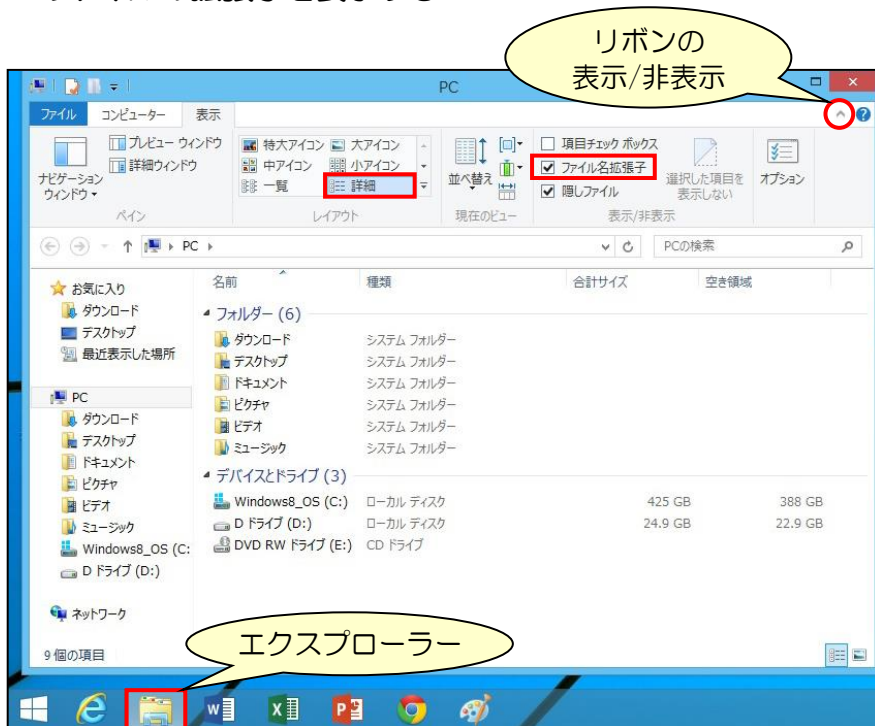 リボンの
表示/非表示
PC
ファイル コンピューター 表示
プレビュー ウィンドウ
詳細ウィンドウ
ナビゲーション
ウィンドウ
ペイン
特大アイコン 大アイコン
中アイコン 小アイコン
一覧 詳細
レイアウト
並べ替え
現在のビュー
項目チェック ボックス
ファイル名拡張子
隠しファイル
選択した項目を
表示しない
表示/非表示
オプション
PC
PCの検索
お気に入り
ダウンロード
デスクトップ
最近表示した場所
PC
ダウンロード
デスクトップ
ドキュメント
ピクチャ
ビデオ
ミュージック
Windows8_OS (C:
D ドライブ (D:)
ネットワーク
名前 種類 合計サイズ 空き領域
フォルダー (6)
ダウンロード システム フォルダー
デスクトップ システム フォルダー
ドキュメント システム フォルダー
ピクチャ システム フォルダー
ビデオ システム フォルダー
ミュージック システム フォルダー
デバイスとドライブ (3)
Windows8_OS (C:) ローカル ディスク 425 GB 388 GB
D ドライブ (D:) ローカル ディスク 24.9 GB 22.9 GB
DVD RW ドライブ (E:) CD ドライブ
9 個の項目
エクスプローラー